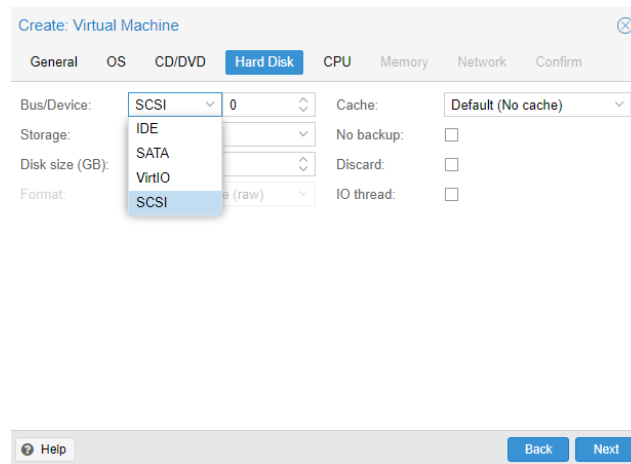 Create: Virtual Machine
General OS CD/DVD Hard Disk CPU Memory Network Confirm
Bus/Device: SCSI 0 Cache: Default (No cache)
Storage: IDE No backup:
SATA
Disk size (GB): Discard:
VirtIO
Format: SCSI (raw) IO thread:
Help Back Next